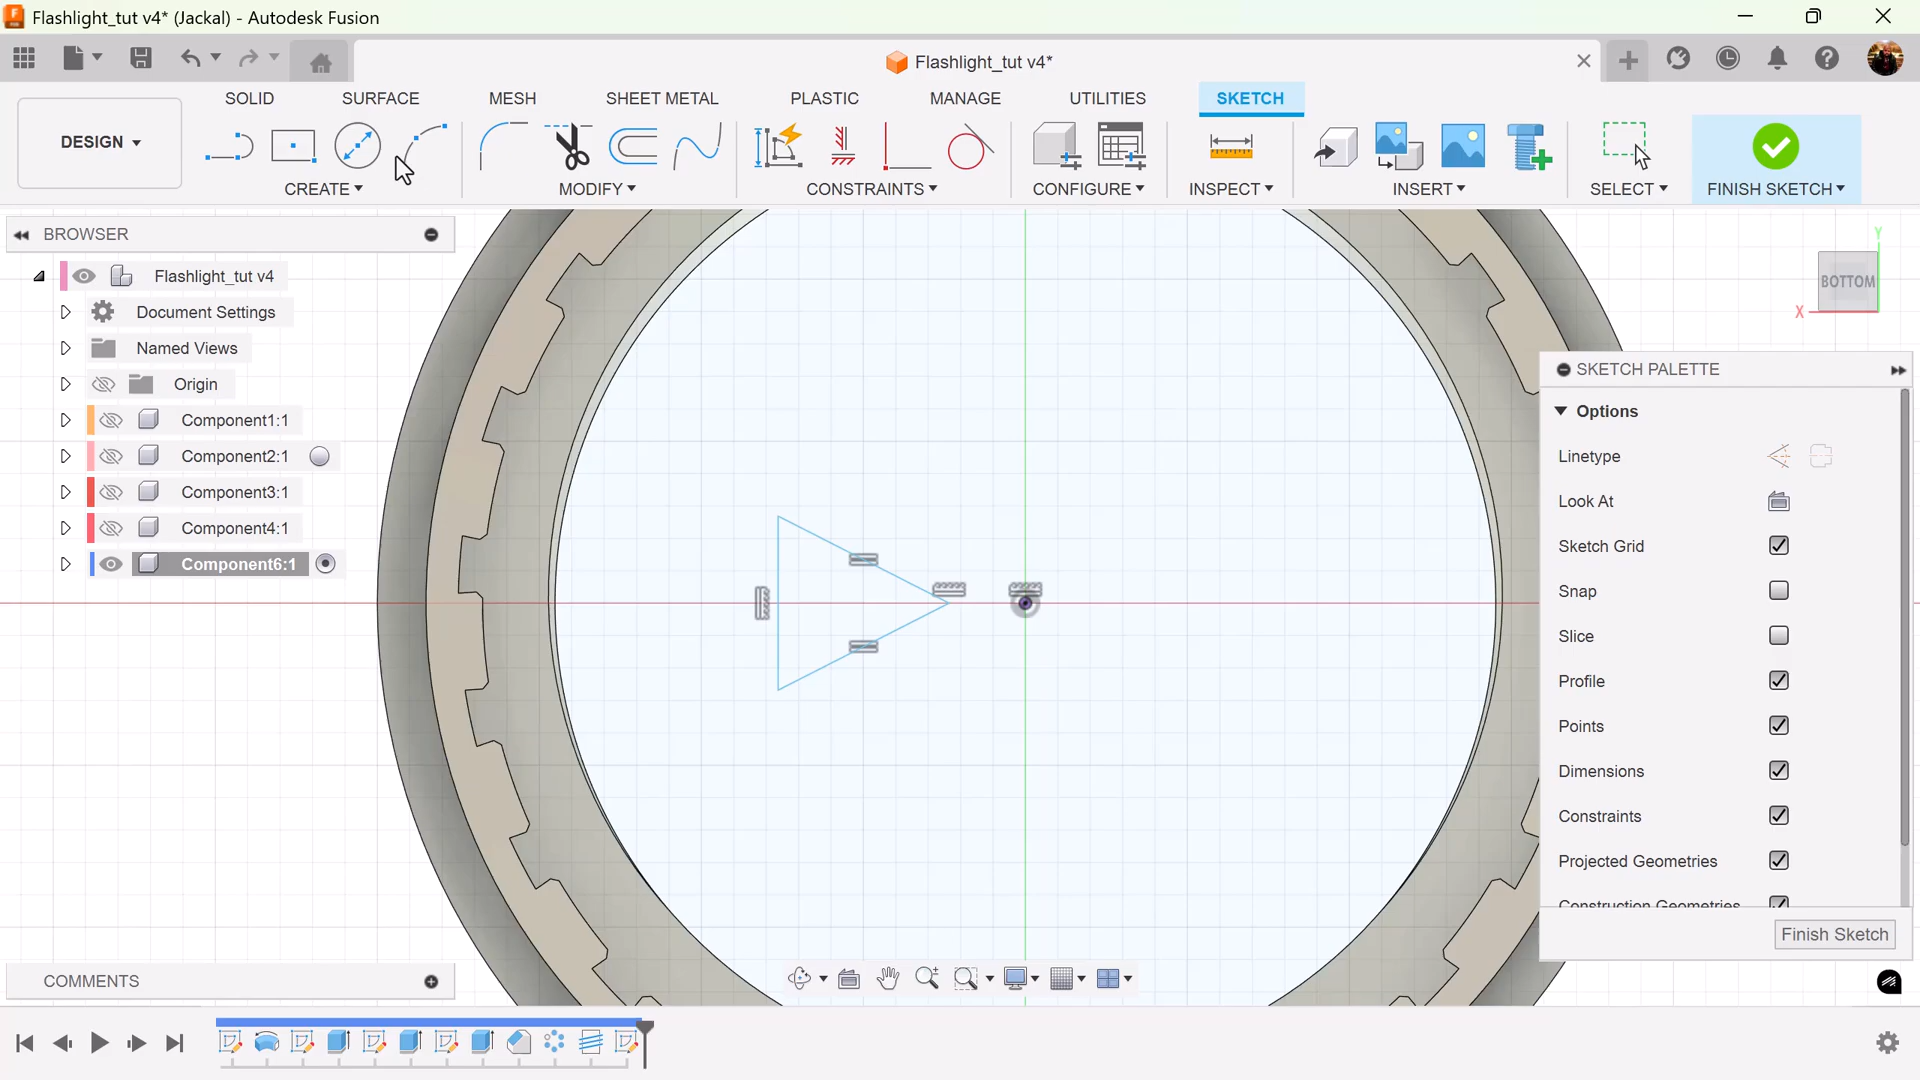 Flashlight_tut v4* (Jackal) - Autodesk Fusion
Flashlight_tut v4*
SOLID SURFACE MESH SHEET METAL PLASTIC MANAGE UTILITIES SKETCH
DESIGN
CREATE MODIFY CONSTRAINTS CONFIGURE INSPECT INSERT SELECT FINISH SKETCH
BROWSER
Flashlight_tut v4
Document Settings
Named Views
Origin
Component1:1
Component2:1
Component3:1
Component4:1
Component6:1
Y
BOTTOM
X
SKETCH PALETTE
Options
Linetype
Look At
Sketch Grid
Snap
Slice
Profile
Points
Dimensions
Constraints
Projected Geometries
Construction Geometries
Finish Sketch
COMMENTS